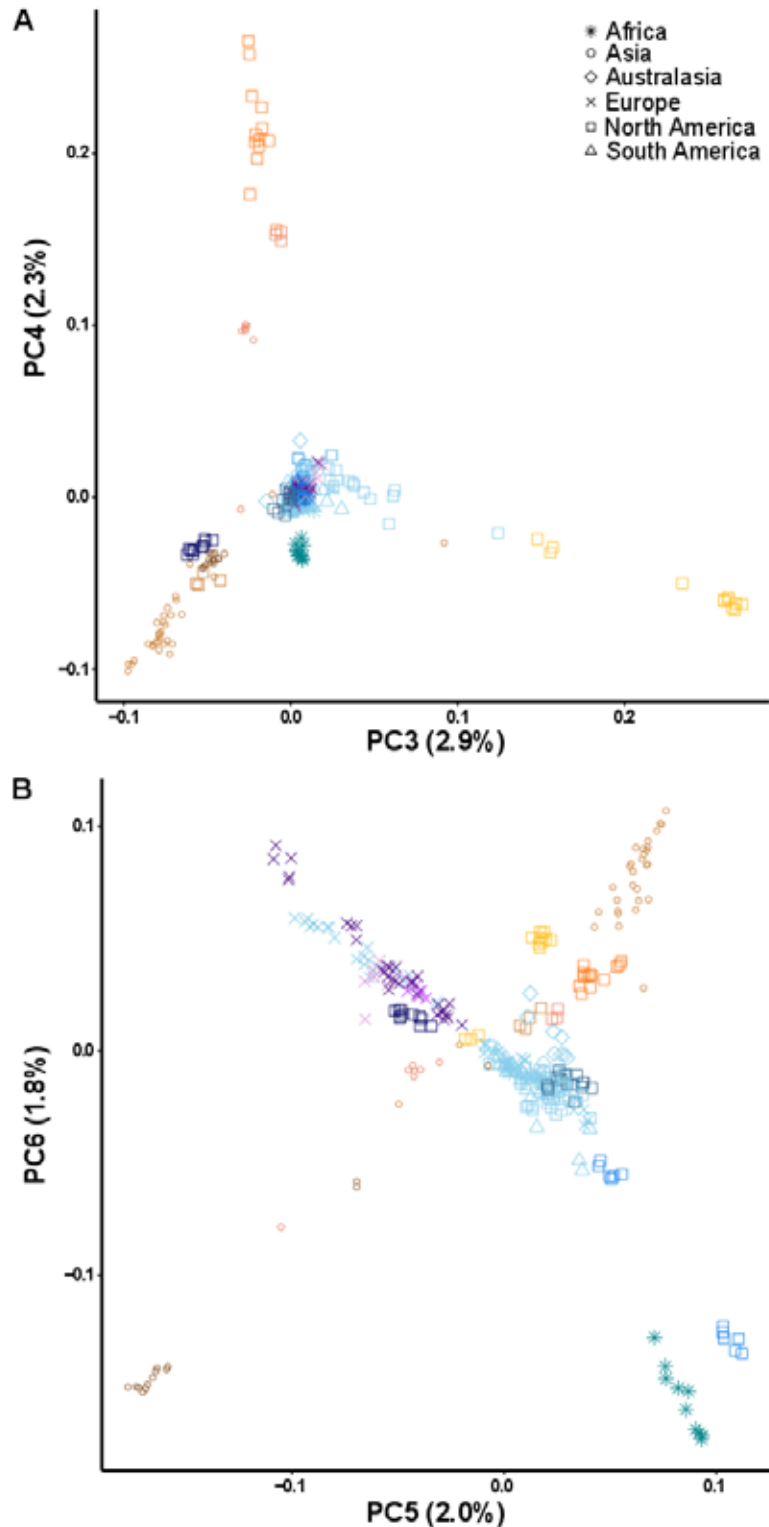 A
Africa
Asia
Australasia
Europe
North America
South America
0.2
0.1
0.0
−0.1
PC4 (2.3%)
−0.1
0.0
0.1
0.2
PC3 (2.9%)
B
0.1
0.0
−0.1
PC6 (1.8%)
−0.1
0.0
0.1
PC5 (2.0%)